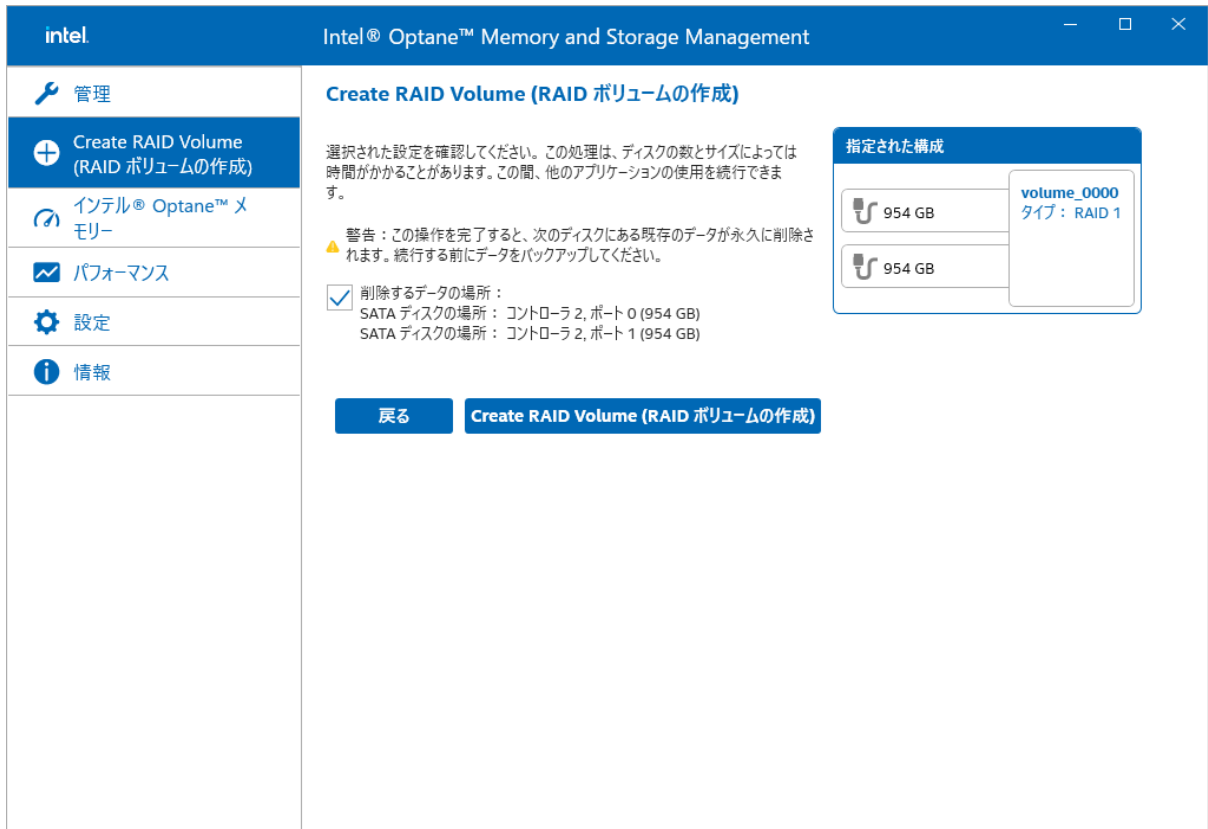 intel.
Intel® Optane™ Memory and Storage Management
管理
Create RAID Volume
(RAID ボリュームの作成)
インテル® Optane™ メ
モリー
パフォーマンス
設定
情報
Create RAID Volume (RAID ボリュームの作成)
選択された設定を確認してください。この処理は、ディスクの数とサイズによっては
時間がかかることがあります。この間、他のアプリケーションの使用を続行できま
す。
警告：この操作を完了すると、次のディスクにある既存のデータが永久に削除さ
れます。続行する前にデータをバックアップしてください。
削除するデータの場所：
SATA ディスクの場所： コントローラ 2, ポート 0 (954 GB)
SATA ディスクの場所： コントローラ 2, ポート 1 (954 GB)
戻る
Create RAID Volume (RAID ボリュームの作成)
指定された構成
954 GB
954 GB
volume_0000
タイプ： RAID 1